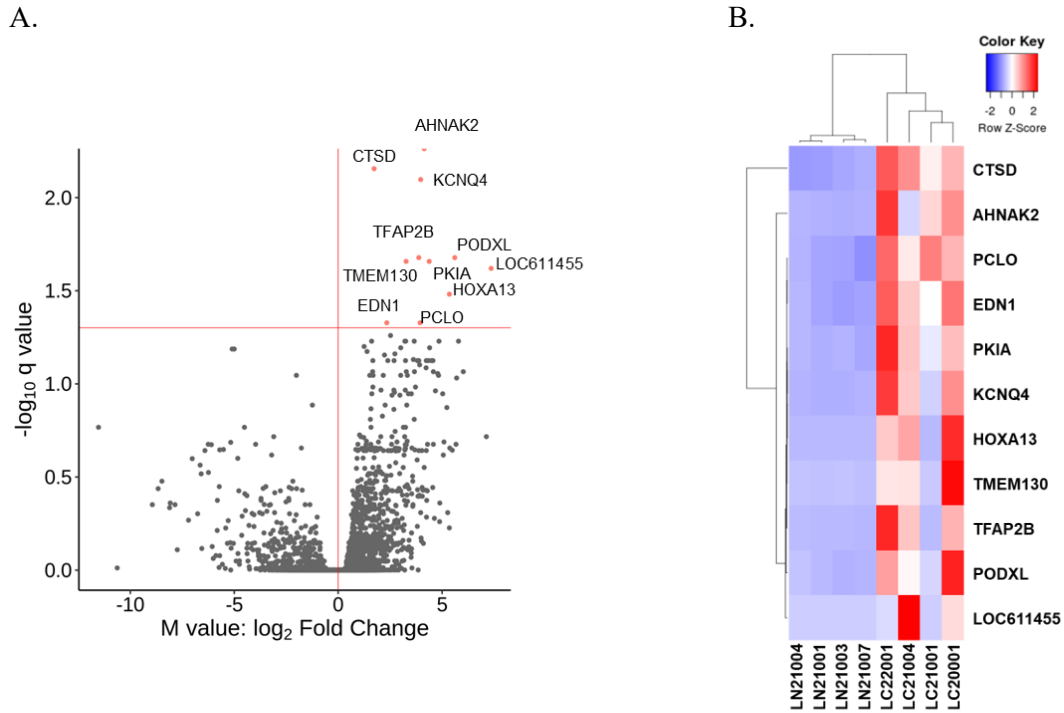 A.
B.
AHNAK2
CTSD
KCNQ4
TFAP2B
PODXL
LOC611455
TMEM130
PKIA
HOXA13
EDN1
PCLO
2.0
1.5
1.0
0.5
0.0
-log10 q value
-10 -5 0 5
M value: log2 Fold Change
Color Key
-2 0 2
Row Z-Score
CTSD
AHNAK2
PCLO
EDN1
PKIA
KCNQ4
HOXA13
TMEM130
TFAP2B
PODXL
LOC611455
LN21004
LN21001
LN21003
LN21007
LC22001
LC21004
LC21001
LC20001